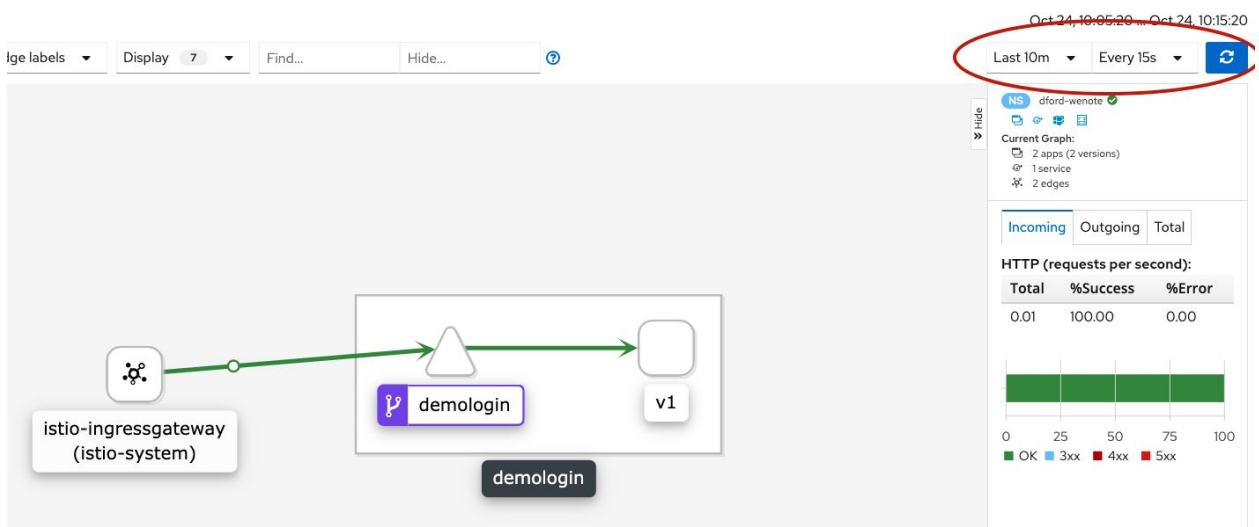 Oct 24, 10:05:20 ... Oct 24, 10:15:20
dge labels Display 7 Find... Hide... Last 10m Every 15s
Hide
NS dford-wenote
Current Graph:
2 apps (2 versions)
1 service
2 edges
Incoming Outgoing Total
HTTP (requests per second):
Total %Success %Error
0.01 100.00 0.00
0 25 50 75 100
OK 3xx 4xx 5xx
istio-ingressgateway
(istio-system)
demologin
v1
demologin